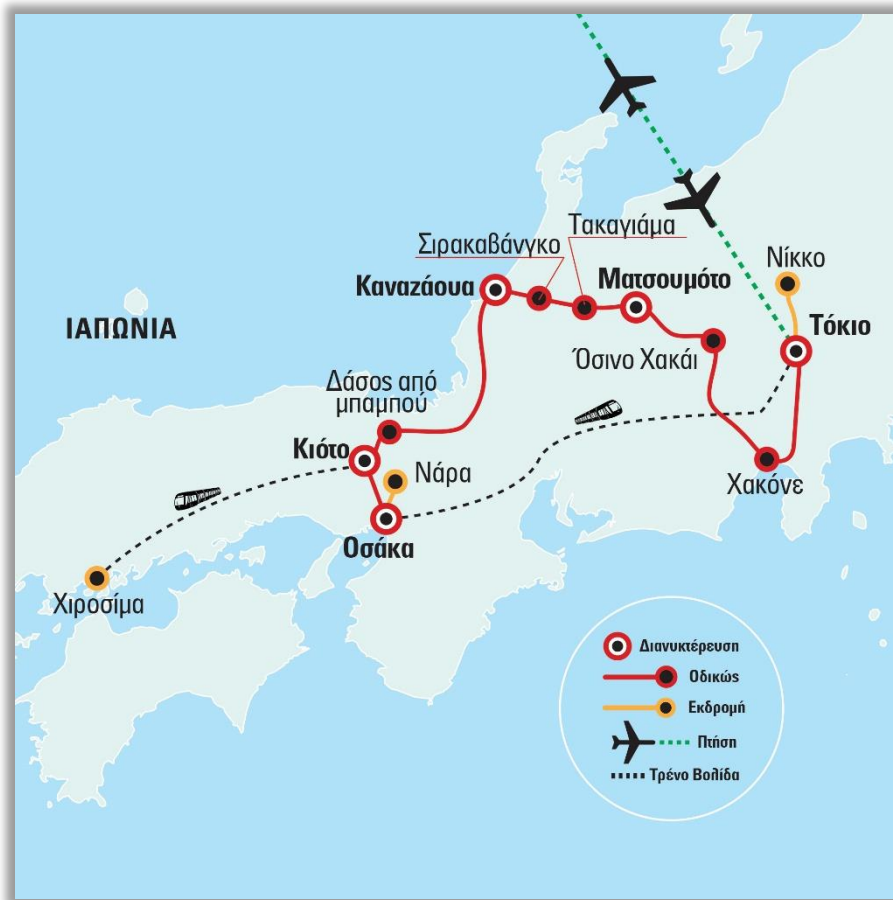 Τακαγιάμα
Σιρακαβάνγκο
Νίκκο
Καναζάουα
Ματσουμότο
Τόκιο
ΙΑΠΩΝΙΑ
Όσινο Χακάι
Δάσος από
μπαμπού
Κιότο
Νάρα
Χακόνε
Οσάκα
Χιροσίμα
Διανυκτέρευση
Οδικώς
Εκδρομή
Πτήση
Τρένο Βολίδα